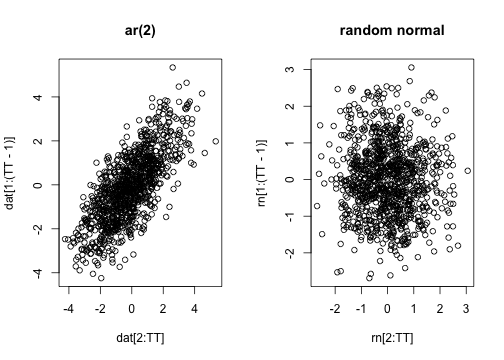 ar(2)
dat[1:(TT - 1)]
4
2
0
-2
-4
-4 -2 0 2 4
dat[2:TT]
random normal
rn[1:(TT - 1)]
3
2
1
0
-1
-2
-2 -1 0 1 2 3
rn[2:TT]